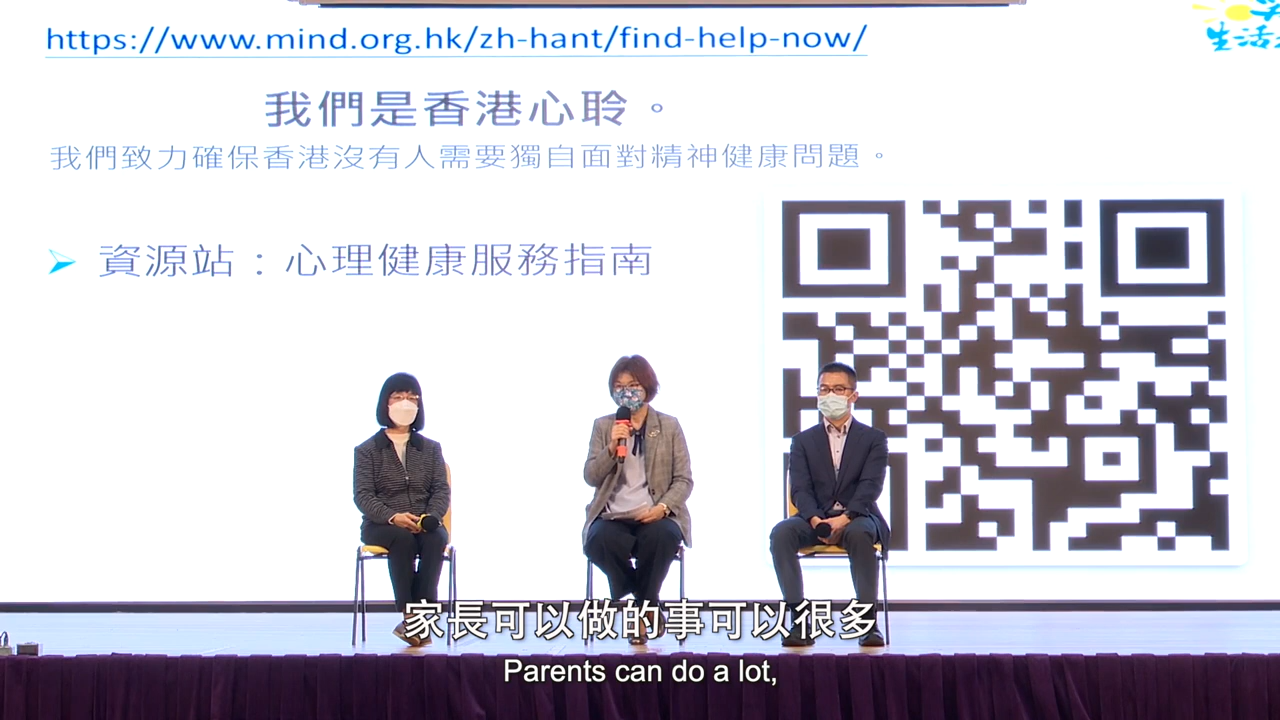 https://www.mind.org.hk/zh-hant/find-help-now/
生活
我們是香港心聆。
我們致力確保香港沒有人需要獨自面對精神健康問題。
資源站：心理健康服務指南
家長可以做的事可以很多
Parents can do a lot,